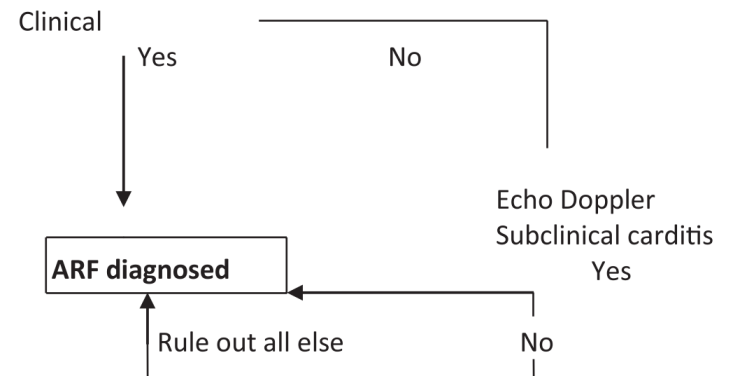 Clinical
Yes
No
Echo Doppler
Subclinical carditis
Yes
ARF diagnosed
Rule out all else
No